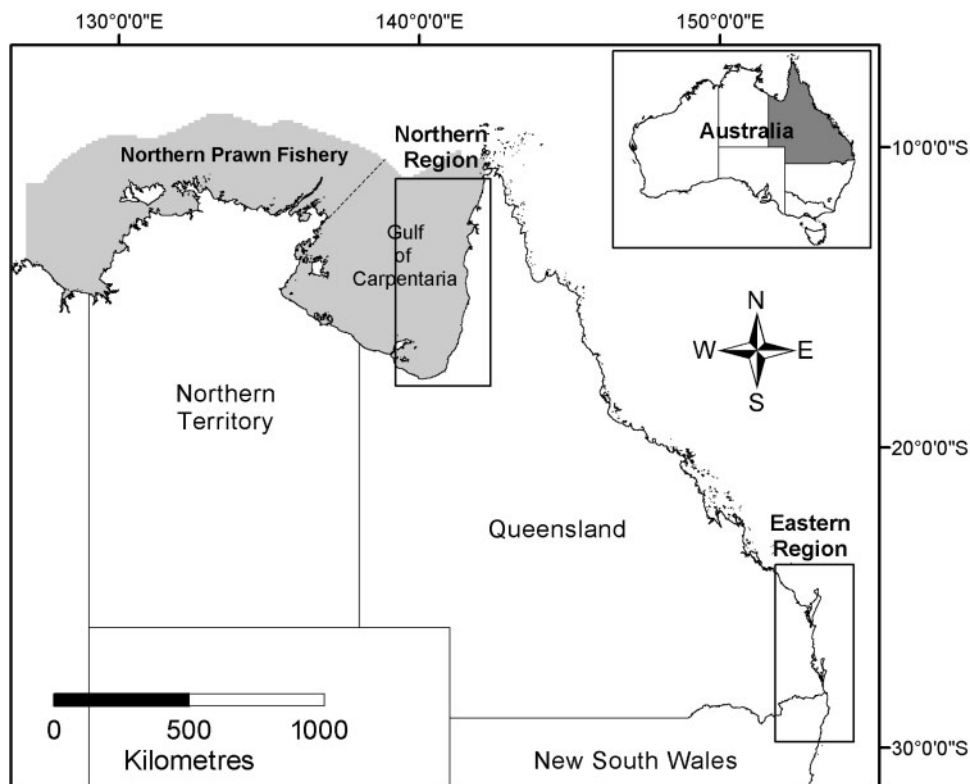 130°0'0"E
140°0'0"E
150°0'0"E
Northern Prawn Fishery
Northern
Region
Australia
10°0'0"S
Gulf
of
Carpentaria
N
W
E
S
Northern
Territory
20°0'0"S
Queensland
Eastern
Region
0
500
1000
Kilometres
New South Wales
30°0'0"S